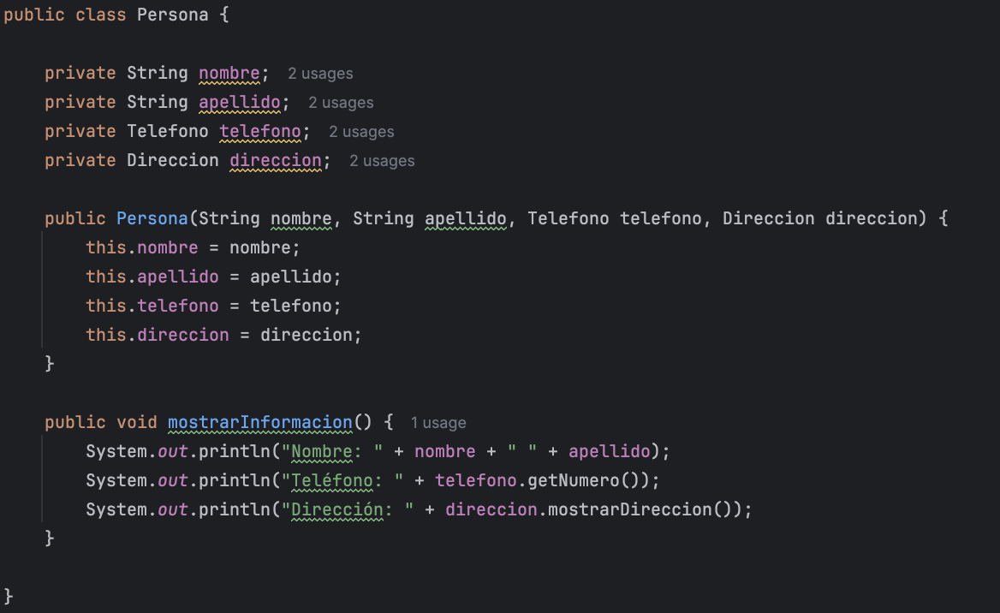 public class Persona {
private String nombre; 2 usages
private String apellido; 2 usages
private Telefono telefono; 2 usages
private Direccion direccion; 2 usages
public Persona(String nombre, String apellido, Telefono telefono, Direccion direccion) {
this.nombre = nombre;
this.apellido = apellido;
this.telefono = telefono;
this.direccion = direccion;
}
public void mostrarInformacion() { 1 usage
System.out.println("Nombre: " + nombre + " " + apellido);
System.out.println("Teléfono: " + telefono.getNumero());
System.out.println("Dirección: " + direccion.mostrarDireccion());
}
}